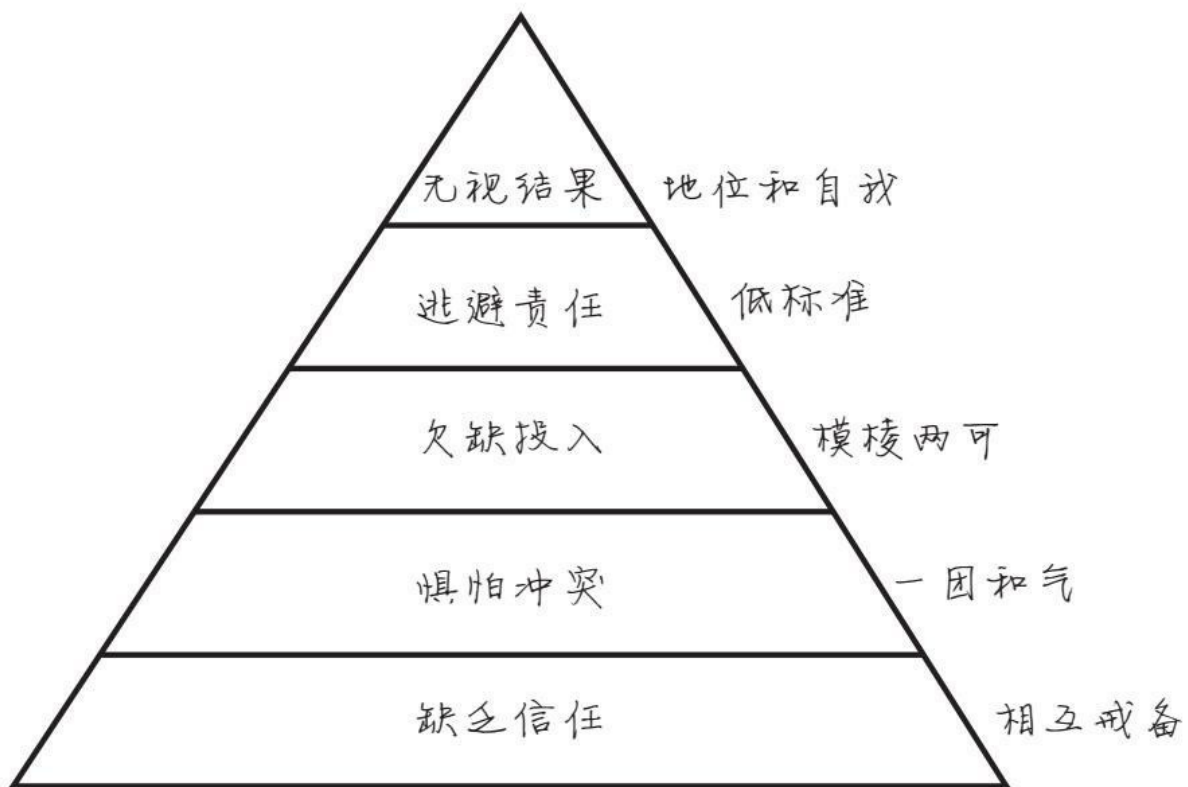 无视结果 地位和自我
逃避责任 低标准
欠缺投入 模棱两可
惧怕冲突 一团和气
缺乏信任 相互戒备